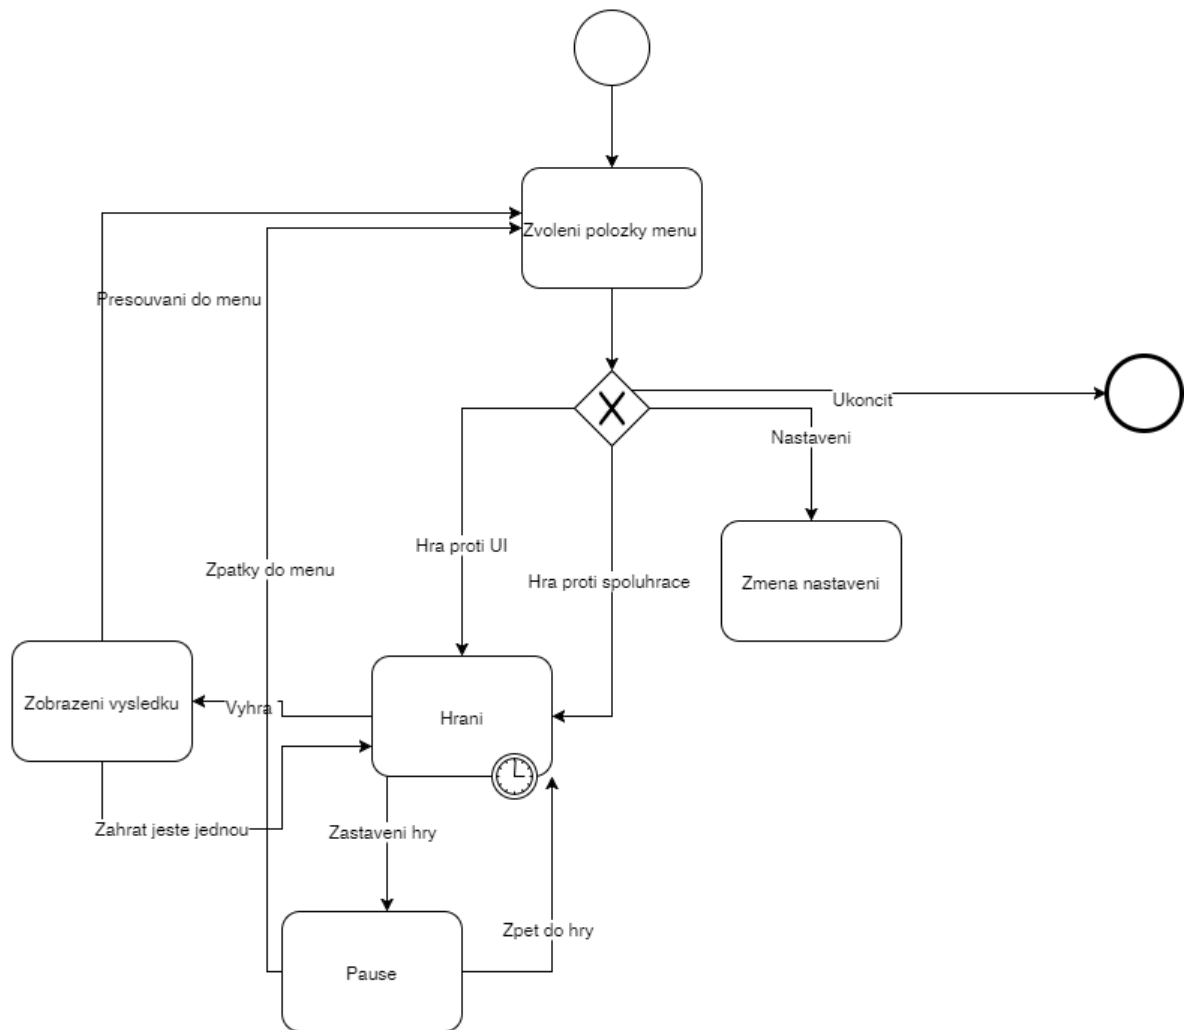 Zvoleni polozky menu
Presouvani do menu
Ukoncit
Nastaveni
Hra proti UI
Zpatky do menu
Hra proti spoluhrace
Zmena nastaveni
Zobrazeni vysledku
Vyhra
Hrani
Zahrat jeste jednou
Zastaveni hry
Zpet do hry
Pause